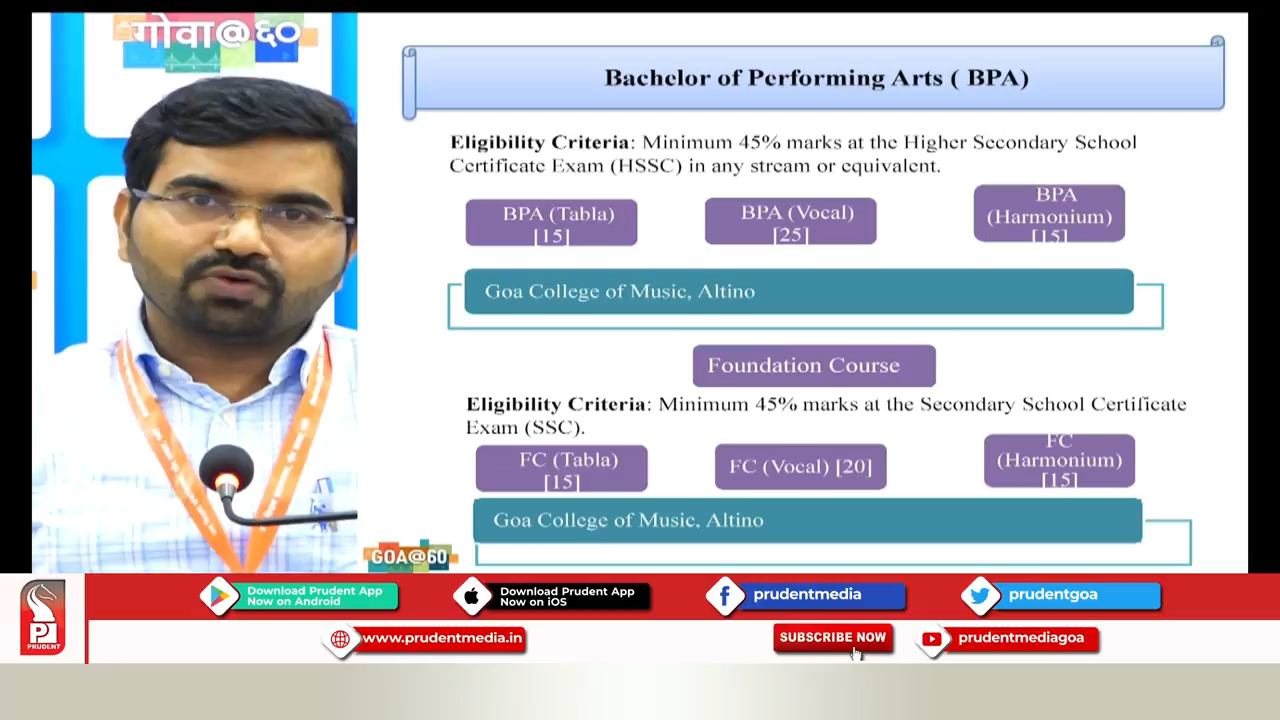 गोवा@६०
Bachelor of Performing Arts ( BPA)
Eligibility Criteria: Minimum 45% marks at the Higher Secondary School
Certificate Exam (HSSC) in any stream or equivalent.
BPA (Tabla)
[15]
BPA (Vocal)
[25]
BPA
(Harmonium)
[15]
Goa College of Music, Altino
Foundation Course
Eligibility Criteria: Minimum 45% marks at the Secondary School Certificate
Exam (SSC).
FC (Tabla)
[15]
FC (Vocal) [20]
FC
(Harmonium)
[15]
Goa College of Music, Altino
GOA@60
PI
PRUDENT
Download Prudent App
Now on Android
Download Prudent App
Now on iOS
prudentmedia
prudentgoa
www.prudentmedia.in
SUBSCRIBE NOW
prudentmediagoa